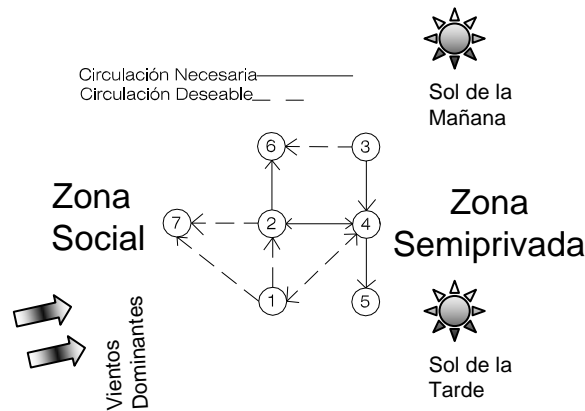 Circulación Necesaria
Circulación Deseable
Sol de la
Mañana
6
3
Zona
Social
7
2
4
Zona
Semiprivada
1
5
Vientos
Dominantes
Sol de la
Tarde